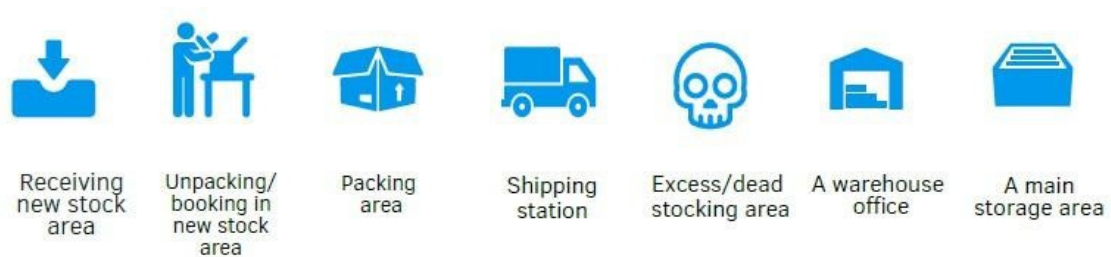 Receiving
new stock
area
Unpacking/
booking in
new stock
area
Packing
area
Shipping
station
Excess/dead
stocking area
A warehouse
office
A main
storage area